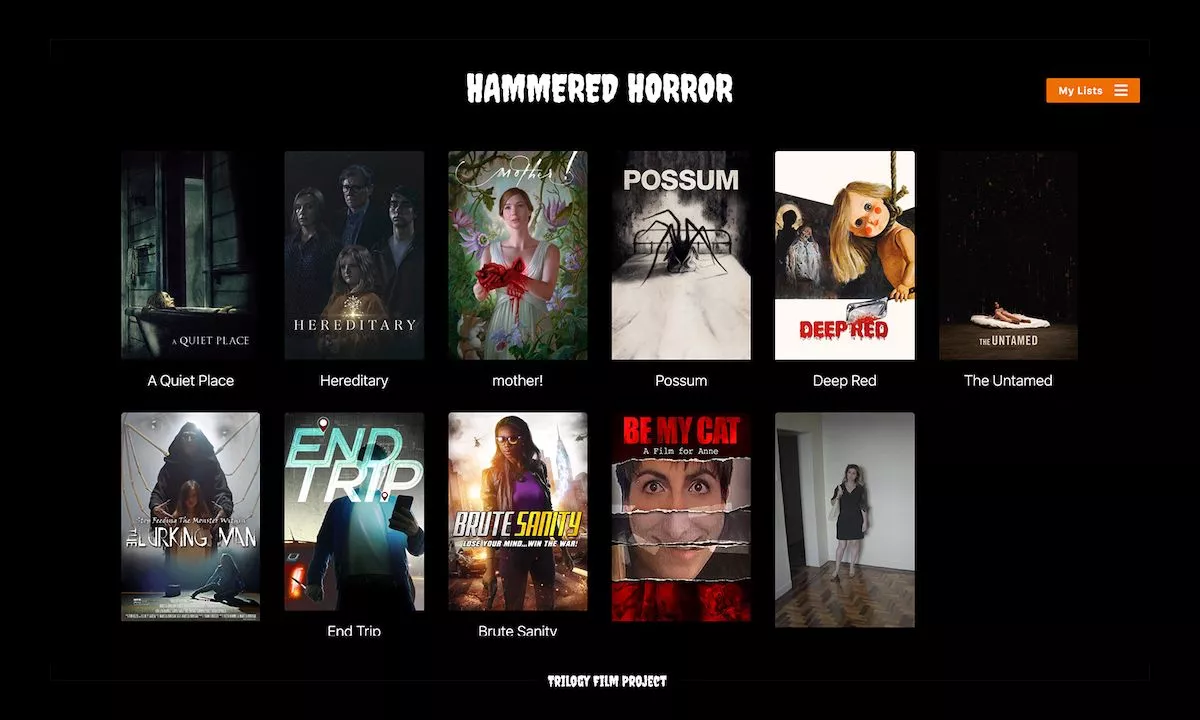 HAMMERED HORROR
My Lists
A QUIET PLACE
HEREDITARY
mother!
POSSUM
DEEP RED
THE UNTAMED
A Quiet Place
Hereditary
mother!
Possum
Deep Red
The Untamed
Stop Feeding The Monster Within
THE LURKING MAN
END TRIP
BRUTE SANITY
LOSE YOUR MIND...WIN THE WAR!
BE MY CAT
A Film for Anne
End Trip
Brute Sanity
TRILOGY FILM PROJECT